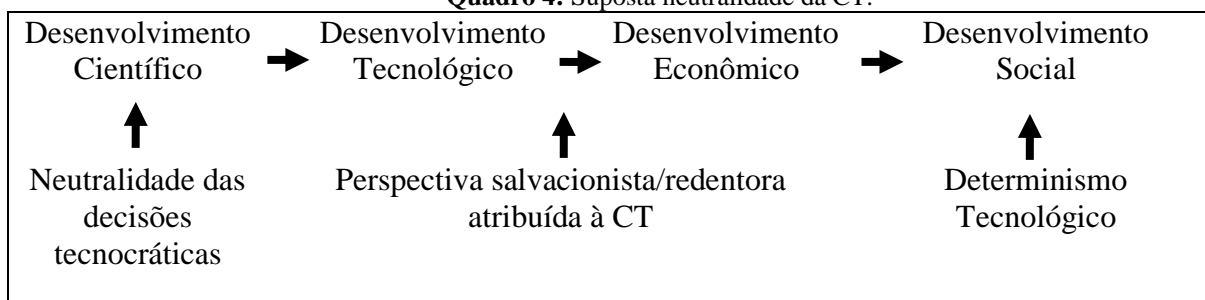 Quadro 4: Suposta neutralidade da CT.
Desenvolvimento Desenvolvimento Desenvolvimento Desenvolvimento
Científico Tecnológico Econômico Social
Neutralidade das Perspectiva salvacionista/redentora Determinismo
decisões atribuída à CT Tecnológico
tecnocráticas